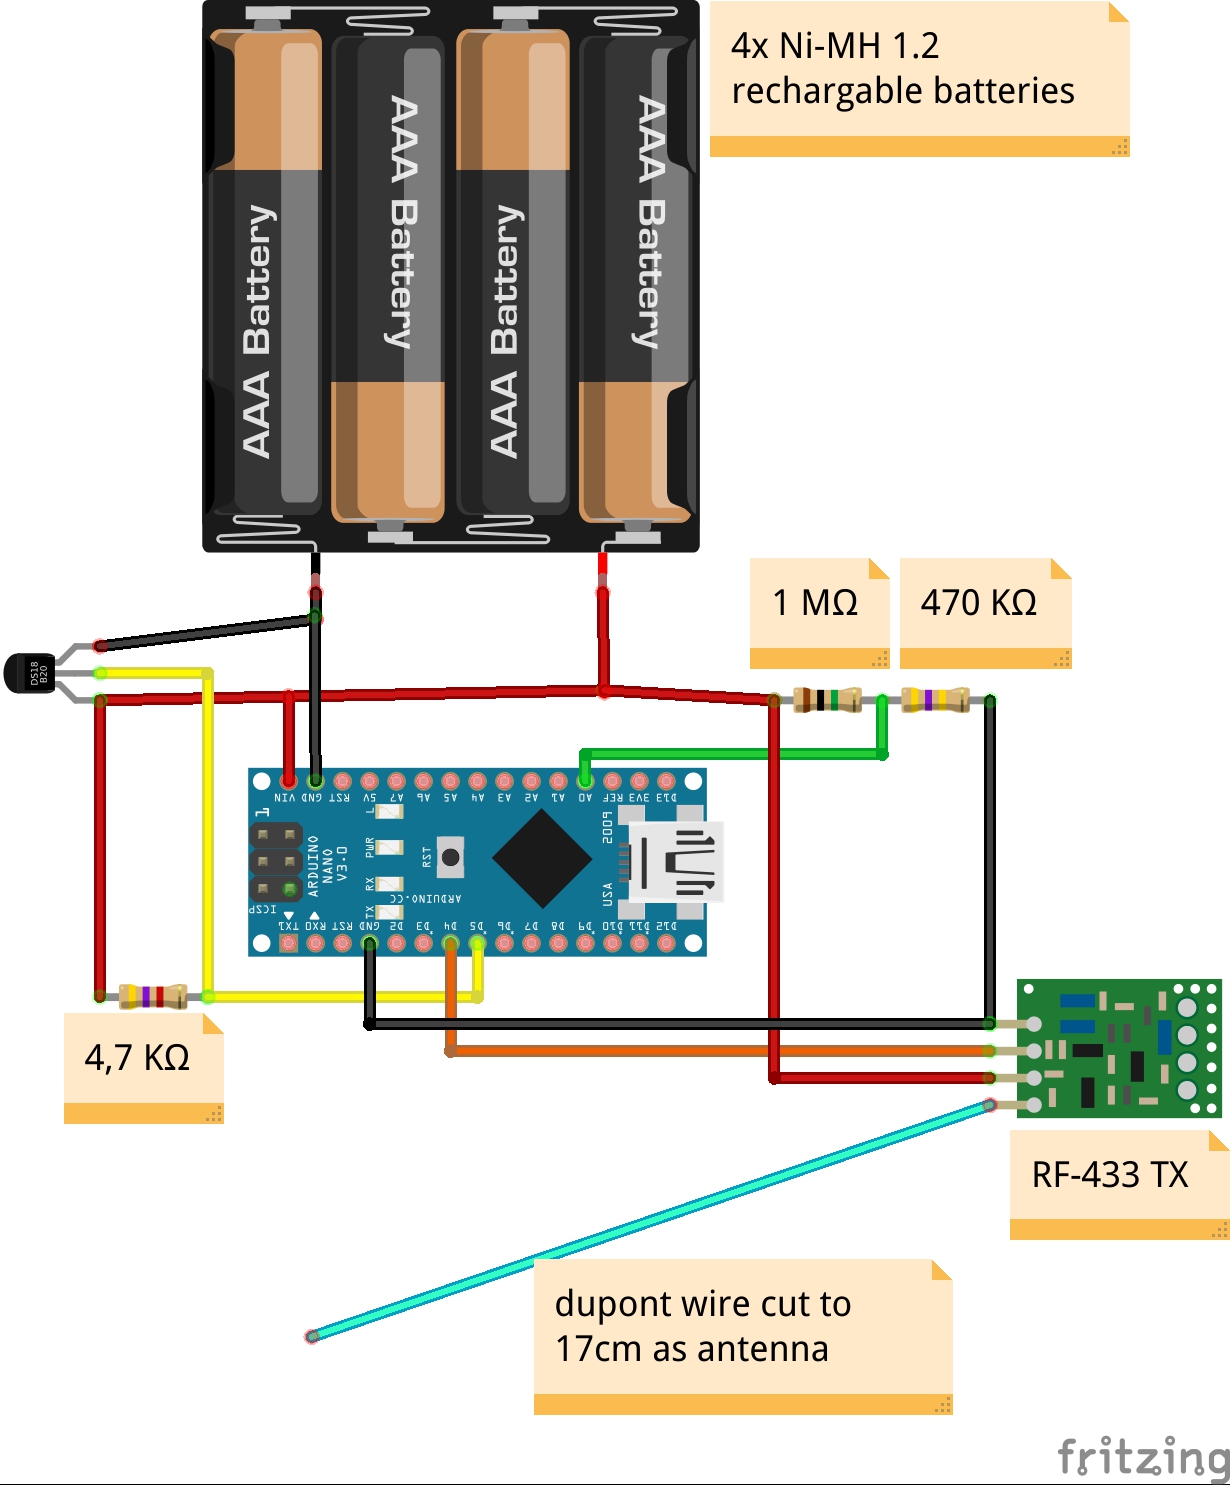 4x Ni-MH 1.2
rechargable batteries
AAA Battery
AAA Battery
AAA Battery
AAA Battery
1 MΩ
470 KΩ
DS18
B20
VIN GND RST 5V A7 A6 A5 A4 A3 A2 A1 A0 REF 3V3 D13
1
L
PWR
RX
TX
RST
ARDUINO
NANO
V3.0
ARDUINO.CC
ICSP
USA
TX1 RX0 RST GND D2 D3 D4 D5 D6 D7 D8 D9 D10 D11 D12
4,7 KΩ
RF-433 TX
dupont wire cut to
17cm as antenna
fritzing